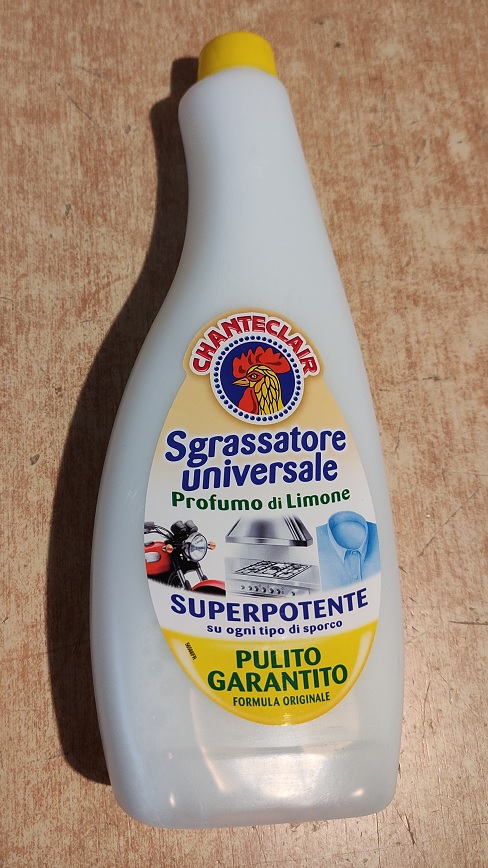 CHANTECLAIR
Sgrassatore
universale
Profumo di Limone
SUPERPOTENTE
su ogni tipo di sporco
PULITO
GARANTITO
FORMULA ORIGINALE